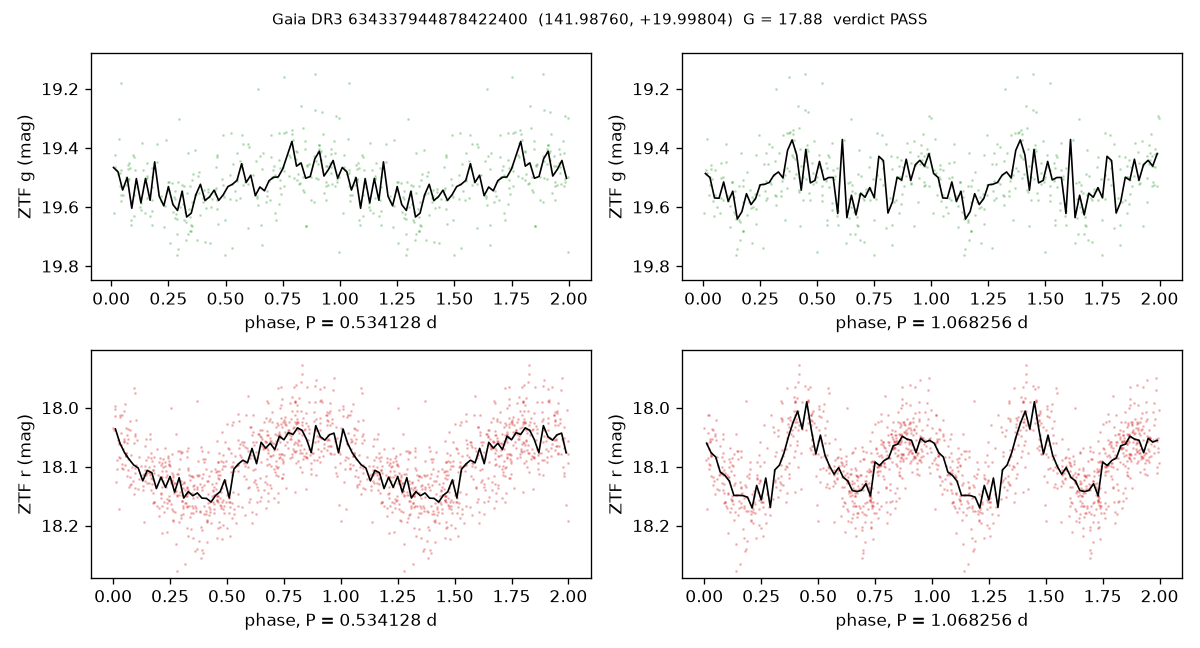 Gaia DR3 634337944878422400 (141.98760, +19.99804) G = 17.88 verdict PASS
ZTF g (mag)
19.2
19.4
19.6
19.8
0.00 0.25 0.50 0.75 1.00 1.25 1.50 1.75 2.00
phase, P = 0.534128 d
ZTF g (mag)
19.2
19.4
19.6
19.8
0.00 0.25 0.50 0.75 1.00 1.25 1.50 1.75 2.00
phase, P = 1.068256 d
ZTF r (mag)
18.0
18.1
18.2
0.00 0.25 0.50 0.75 1.00 1.25 1.50 1.75 2.00
phase, P = 0.534128 d
ZTF r (mag)
18.0
18.1
18.2
0.00 0.25 0.50 0.75 1.00 1.25 1.50 1.75 2.00
phase, P = 1.068256 d